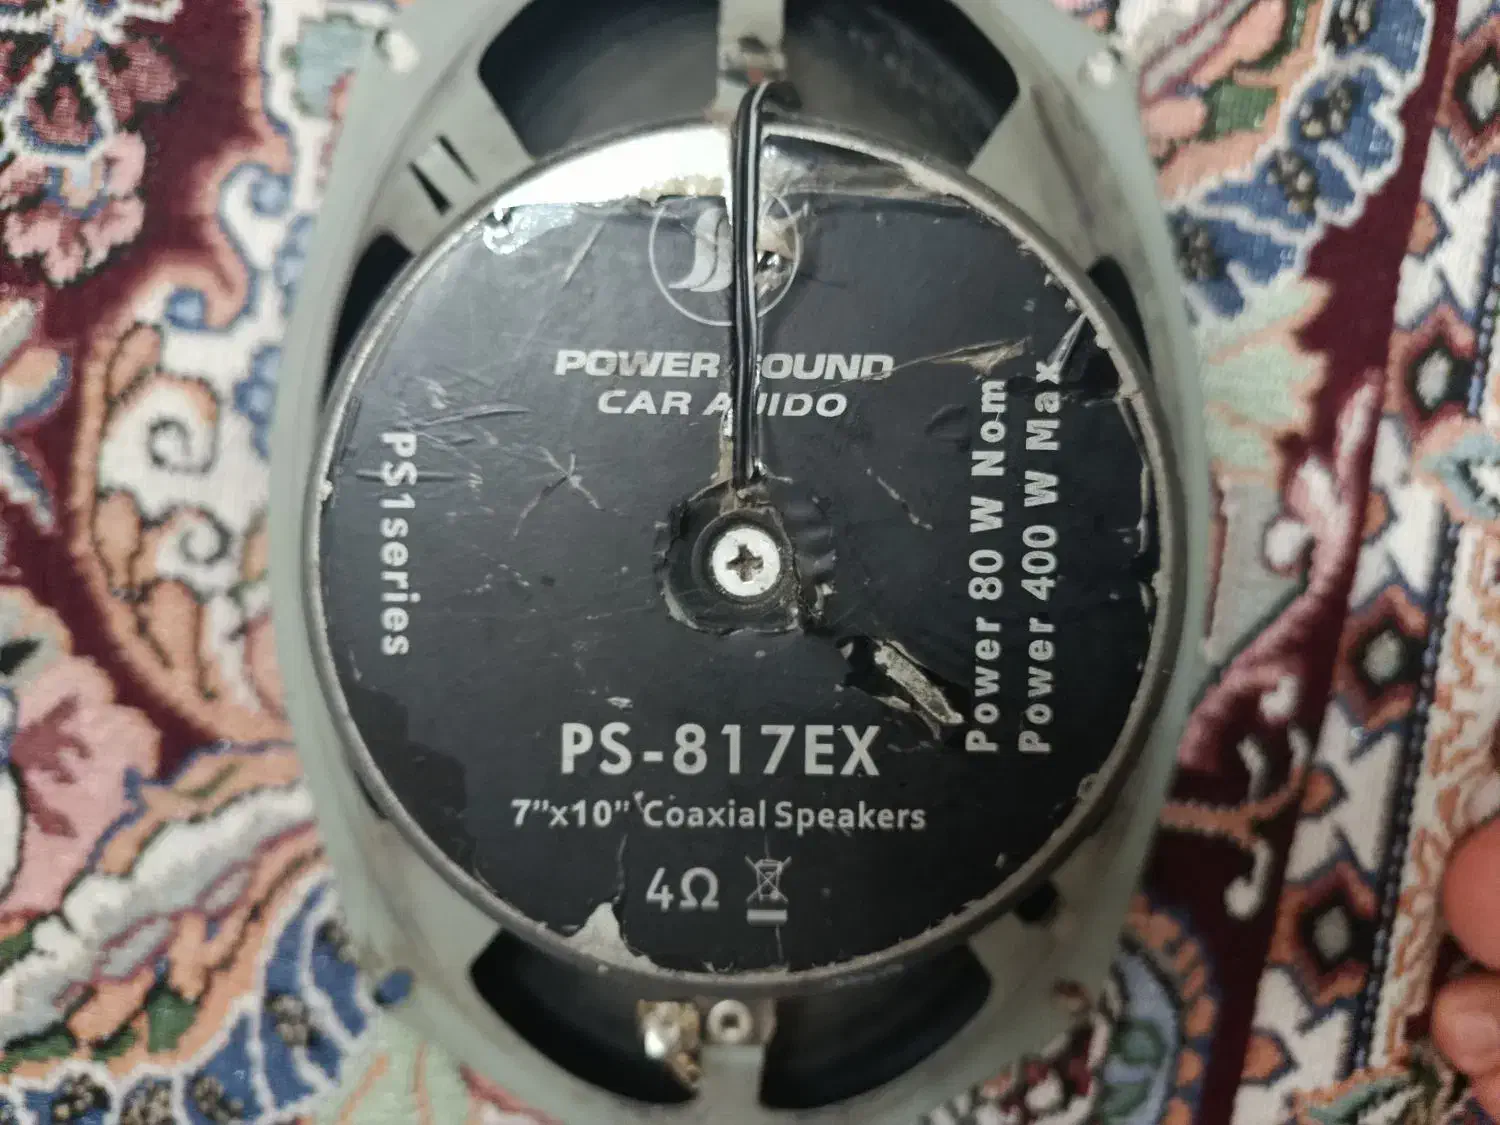 POWER SOUND
CAR AUIDO
PS1series
Power 80 W Nom
Power 400 W Max
PS-817EX
7”x10” Coaxial Speakers
4Ω